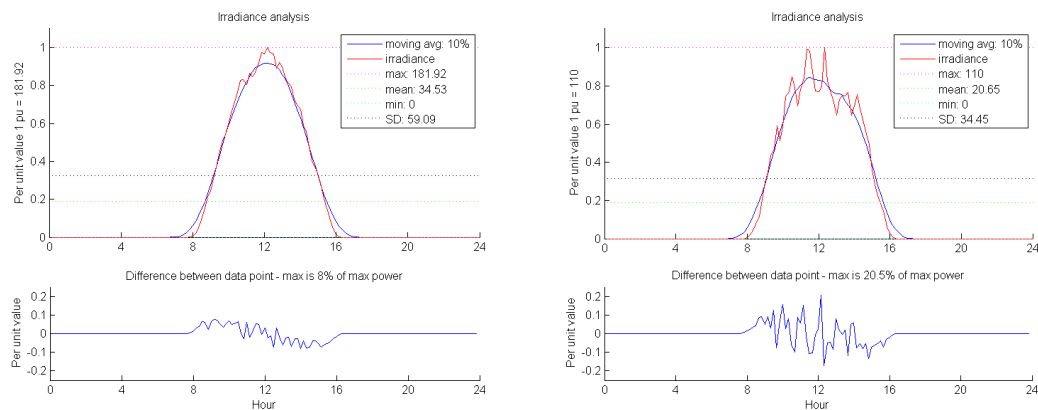 Irradiance analysis
Per unit value 1 pu = 181.92
1
0.8
0.6
0.4
0.2
0
0 4 8 12 16 20 24
moving avg: 10%
irradiance
max: 181.92
mean: 34.53
min: 0
SD: 59.09
Difference between data point - max is 8% of max power
Per unit value
0.2
0.1
0
-0.1
-0.2
0 4 8 12 16 20 24
Hour
Irradiance analysis
Per unit value 1 pu = 110
1
0.8
0.6
0.4
0.2
0
0 4 8 12 16 20 24
moving avg: 10%
irradiance
max: 110
mean: 20.65
min: 0
SD: 34.45
Difference between data point - max is 20.5% of max power
Per unit value
0.2
0.1
0
-0.1
-0.2
0 4 8 12 16 20 24
Hour